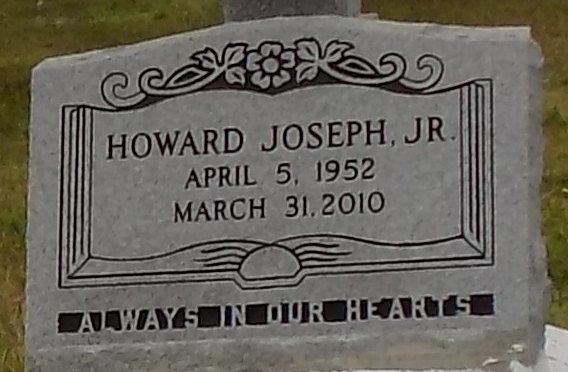 HOWARD JOSEPH, JR.
APRIL 5, 1952
MARCH 31, 2010
ALWAYS IN OUR HEARTS